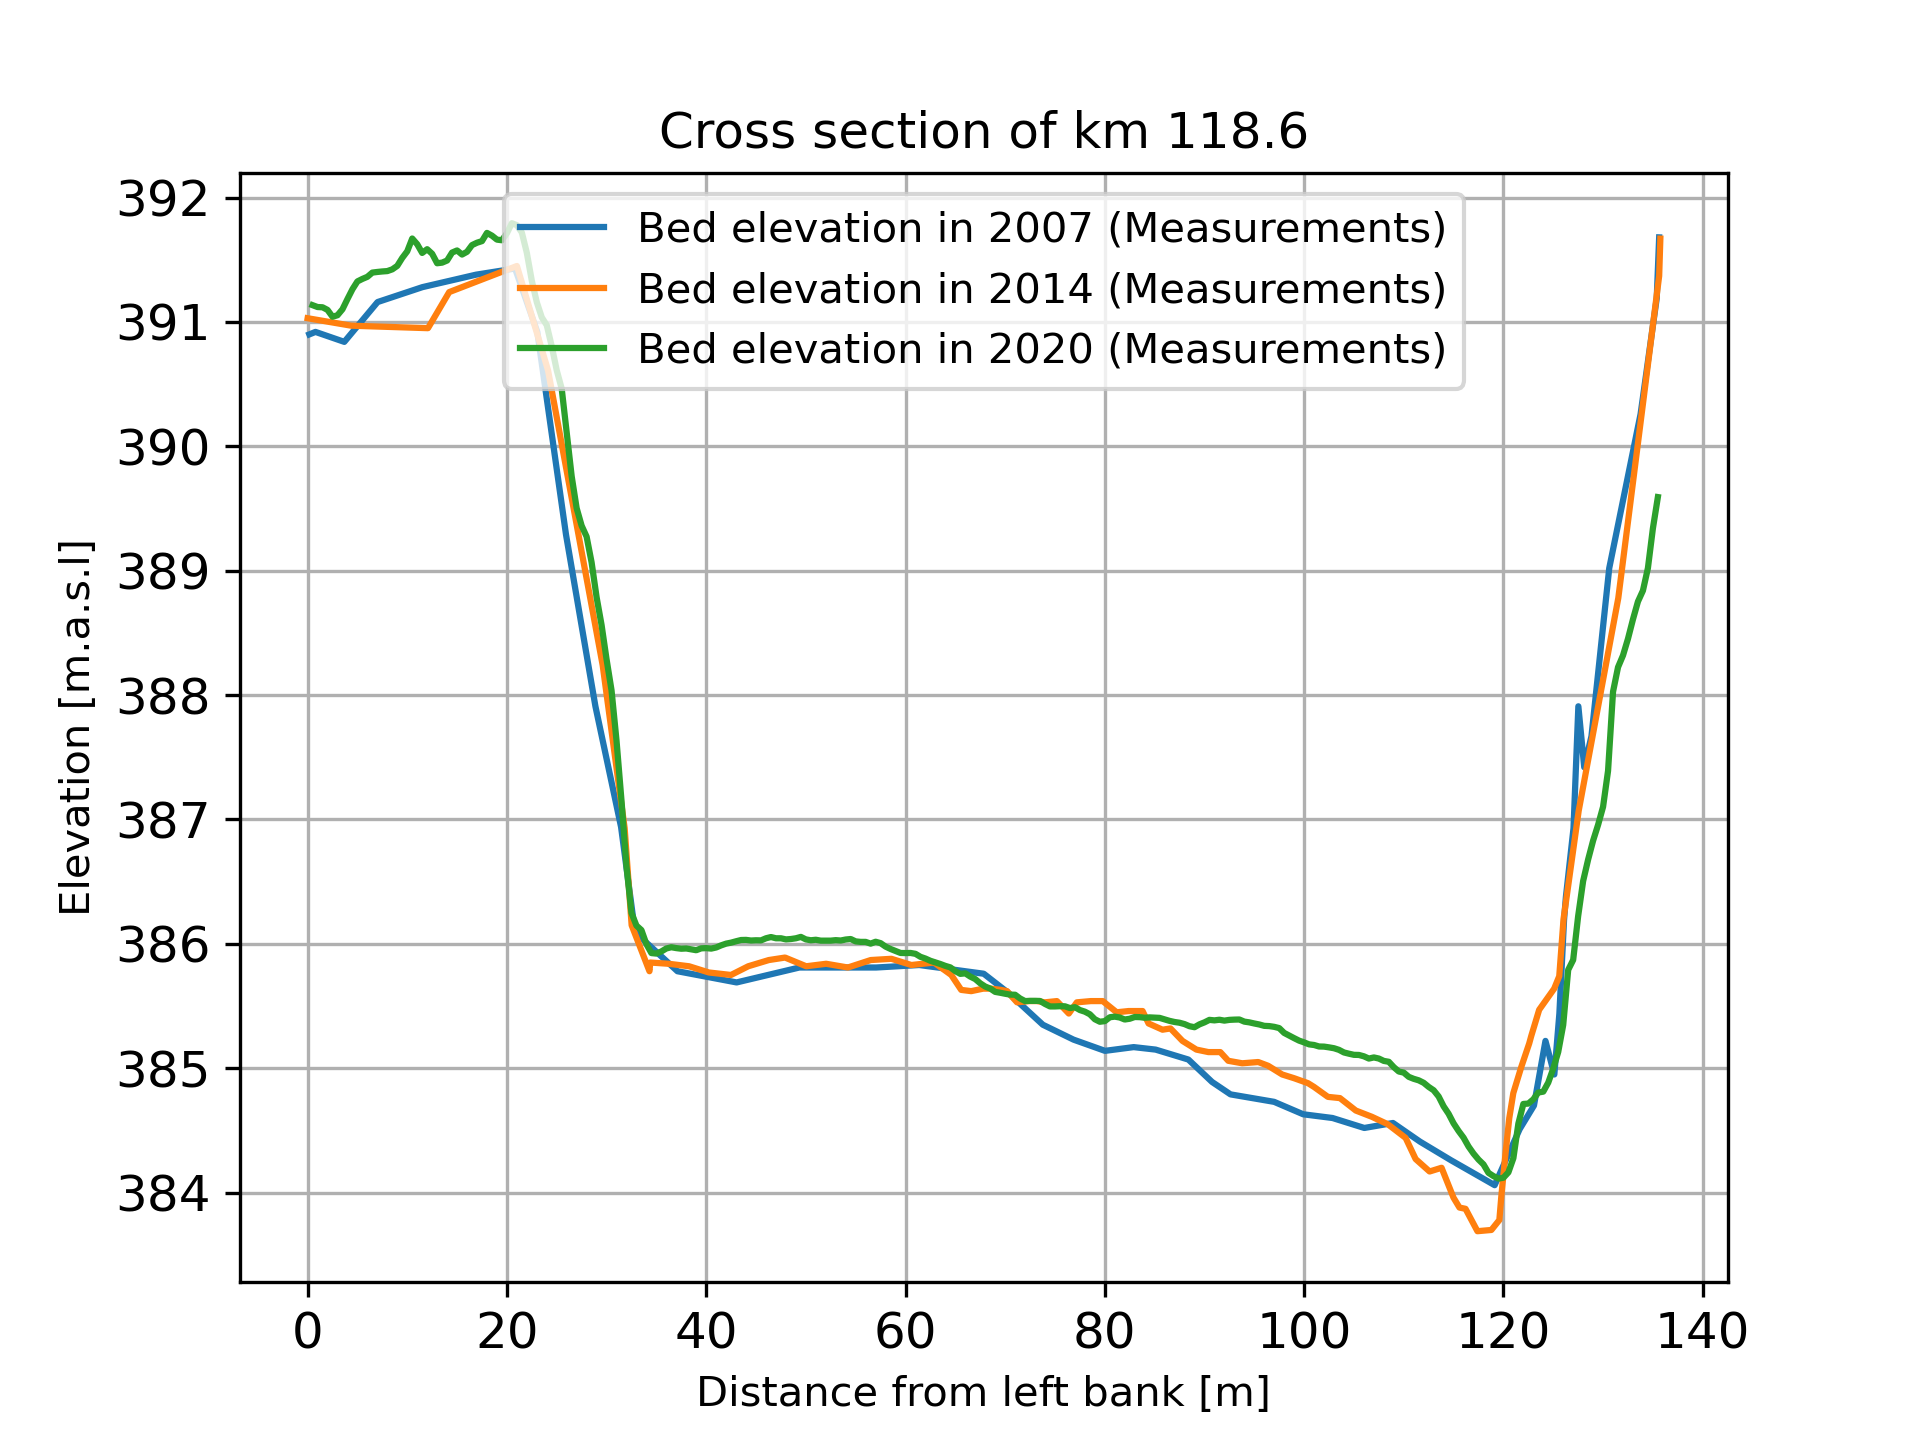 Cross section of km 118.6
392
391
390
389
388
387
386
385
384
Elevation [m.a.s.l]
Bed elevation in 2007 (Measurements)
Bed elevation in 2014 (Measurements)
Bed elevation in 2020 (Measurements)
0 20 40 60 80 100 120 140
Distance from left bank [m]